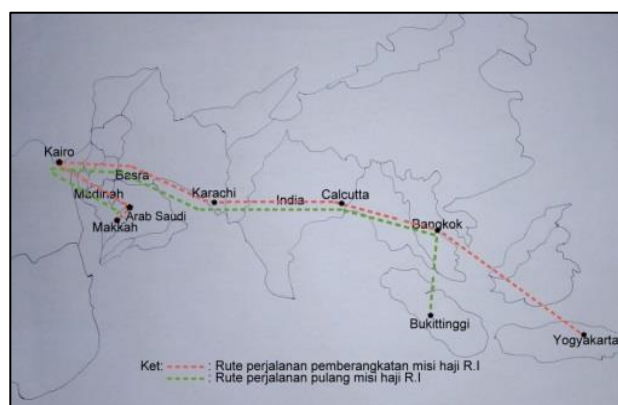 Kairo
Basra
Madinah
Arab Saudi
Makkah
Karachi
India
Calcutta
Bangkok
Bukittinggi
Yogyakarta
Ket: : Rute perjalanan pemberangkatan misi haji R.I
: Rute perjalanan pulang misi haji R.I